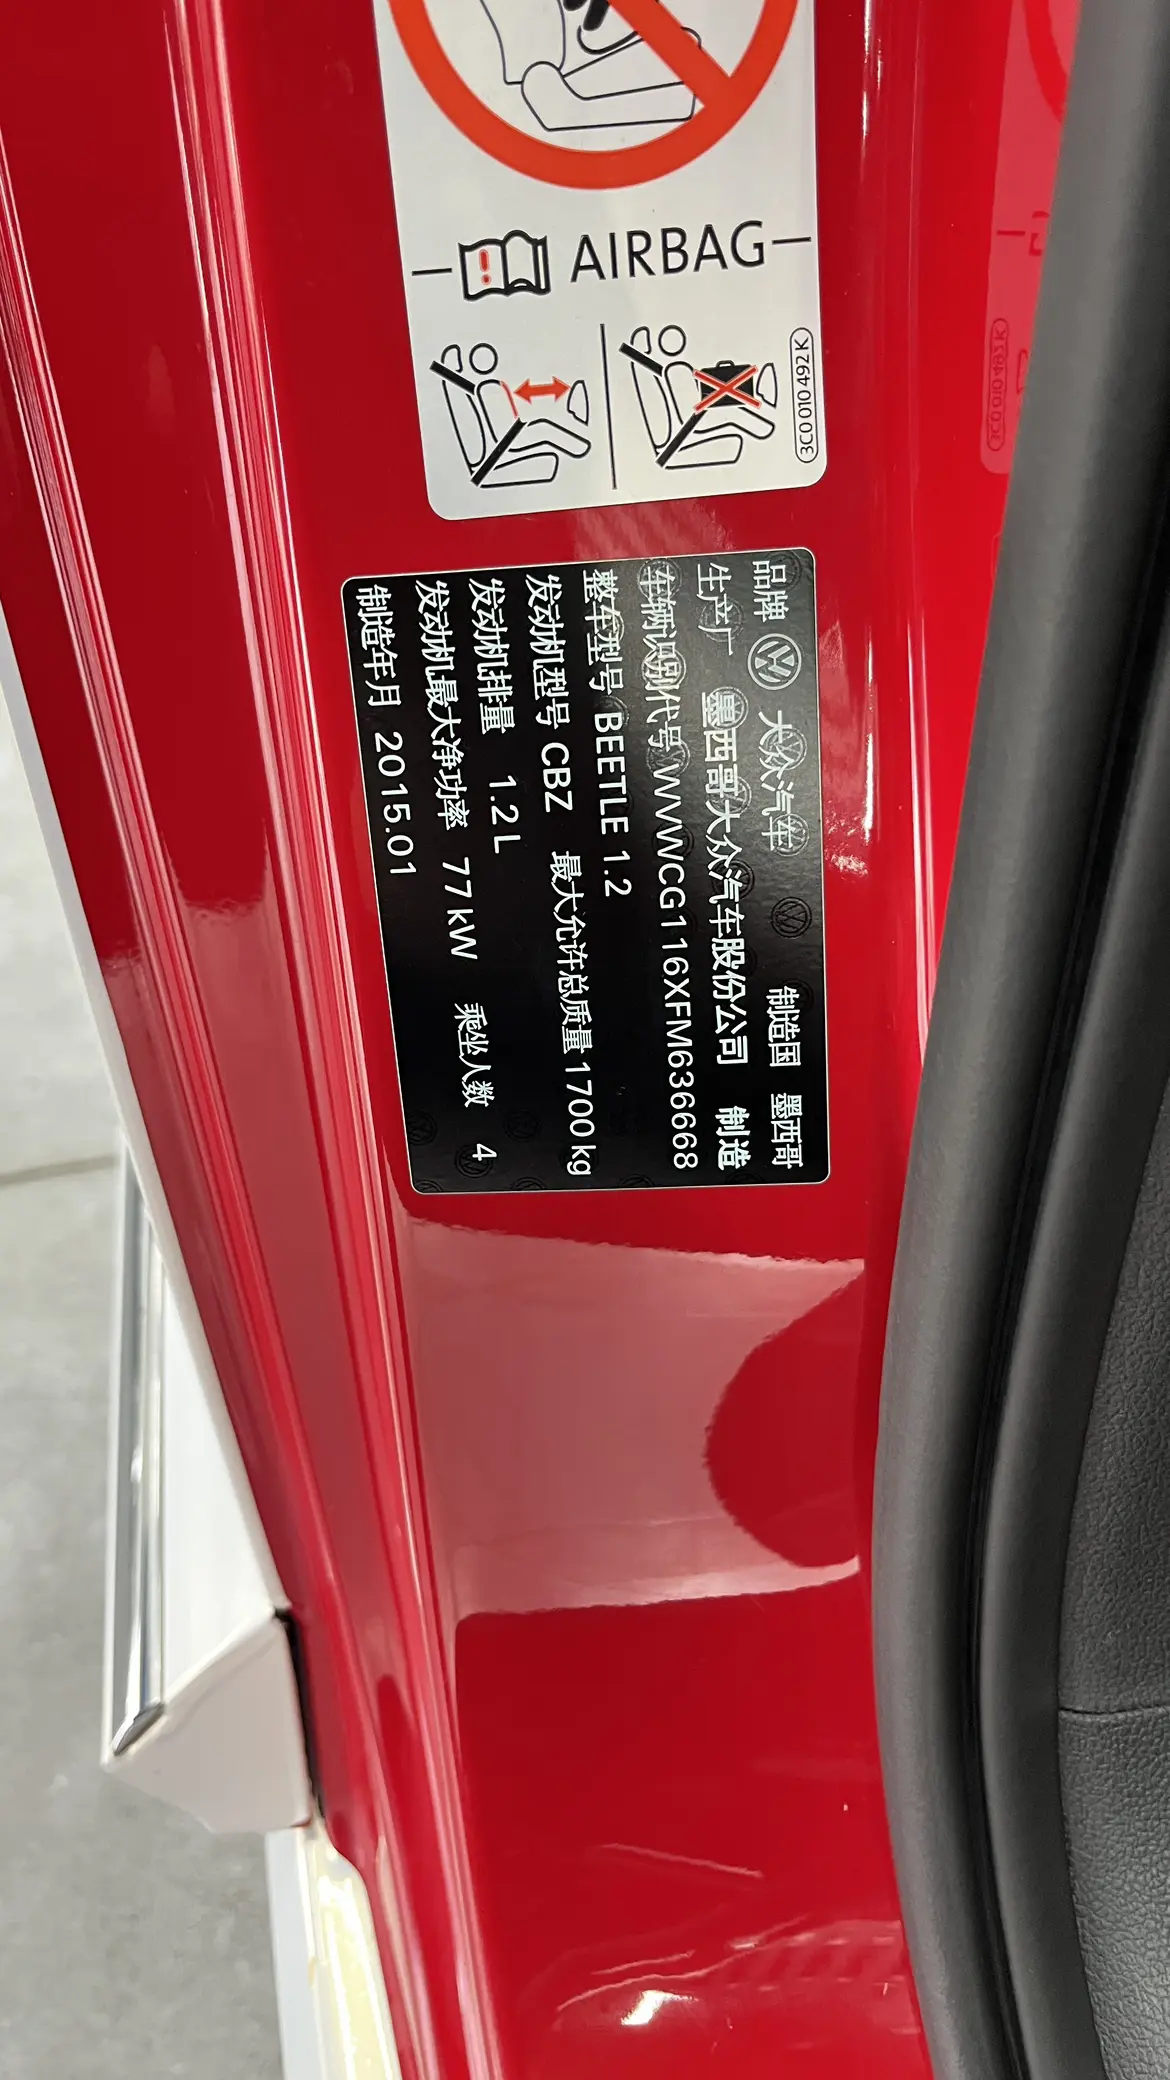 AIRBAG
3C0 010 492 K
品牌 大众汽车 制造国 墨西哥
生产厂 墨西哥大众汽车股份公司 制造
车辆识别代号 WVWCG116XFM636668
整车型号 BEETLE 1.2
发动机型号 CBZ 最大允许总质量 1700 kg
发动机排量 1.2 L
发动机最大净功率 77 kW 乘坐人数 4
制造年月 2015.01